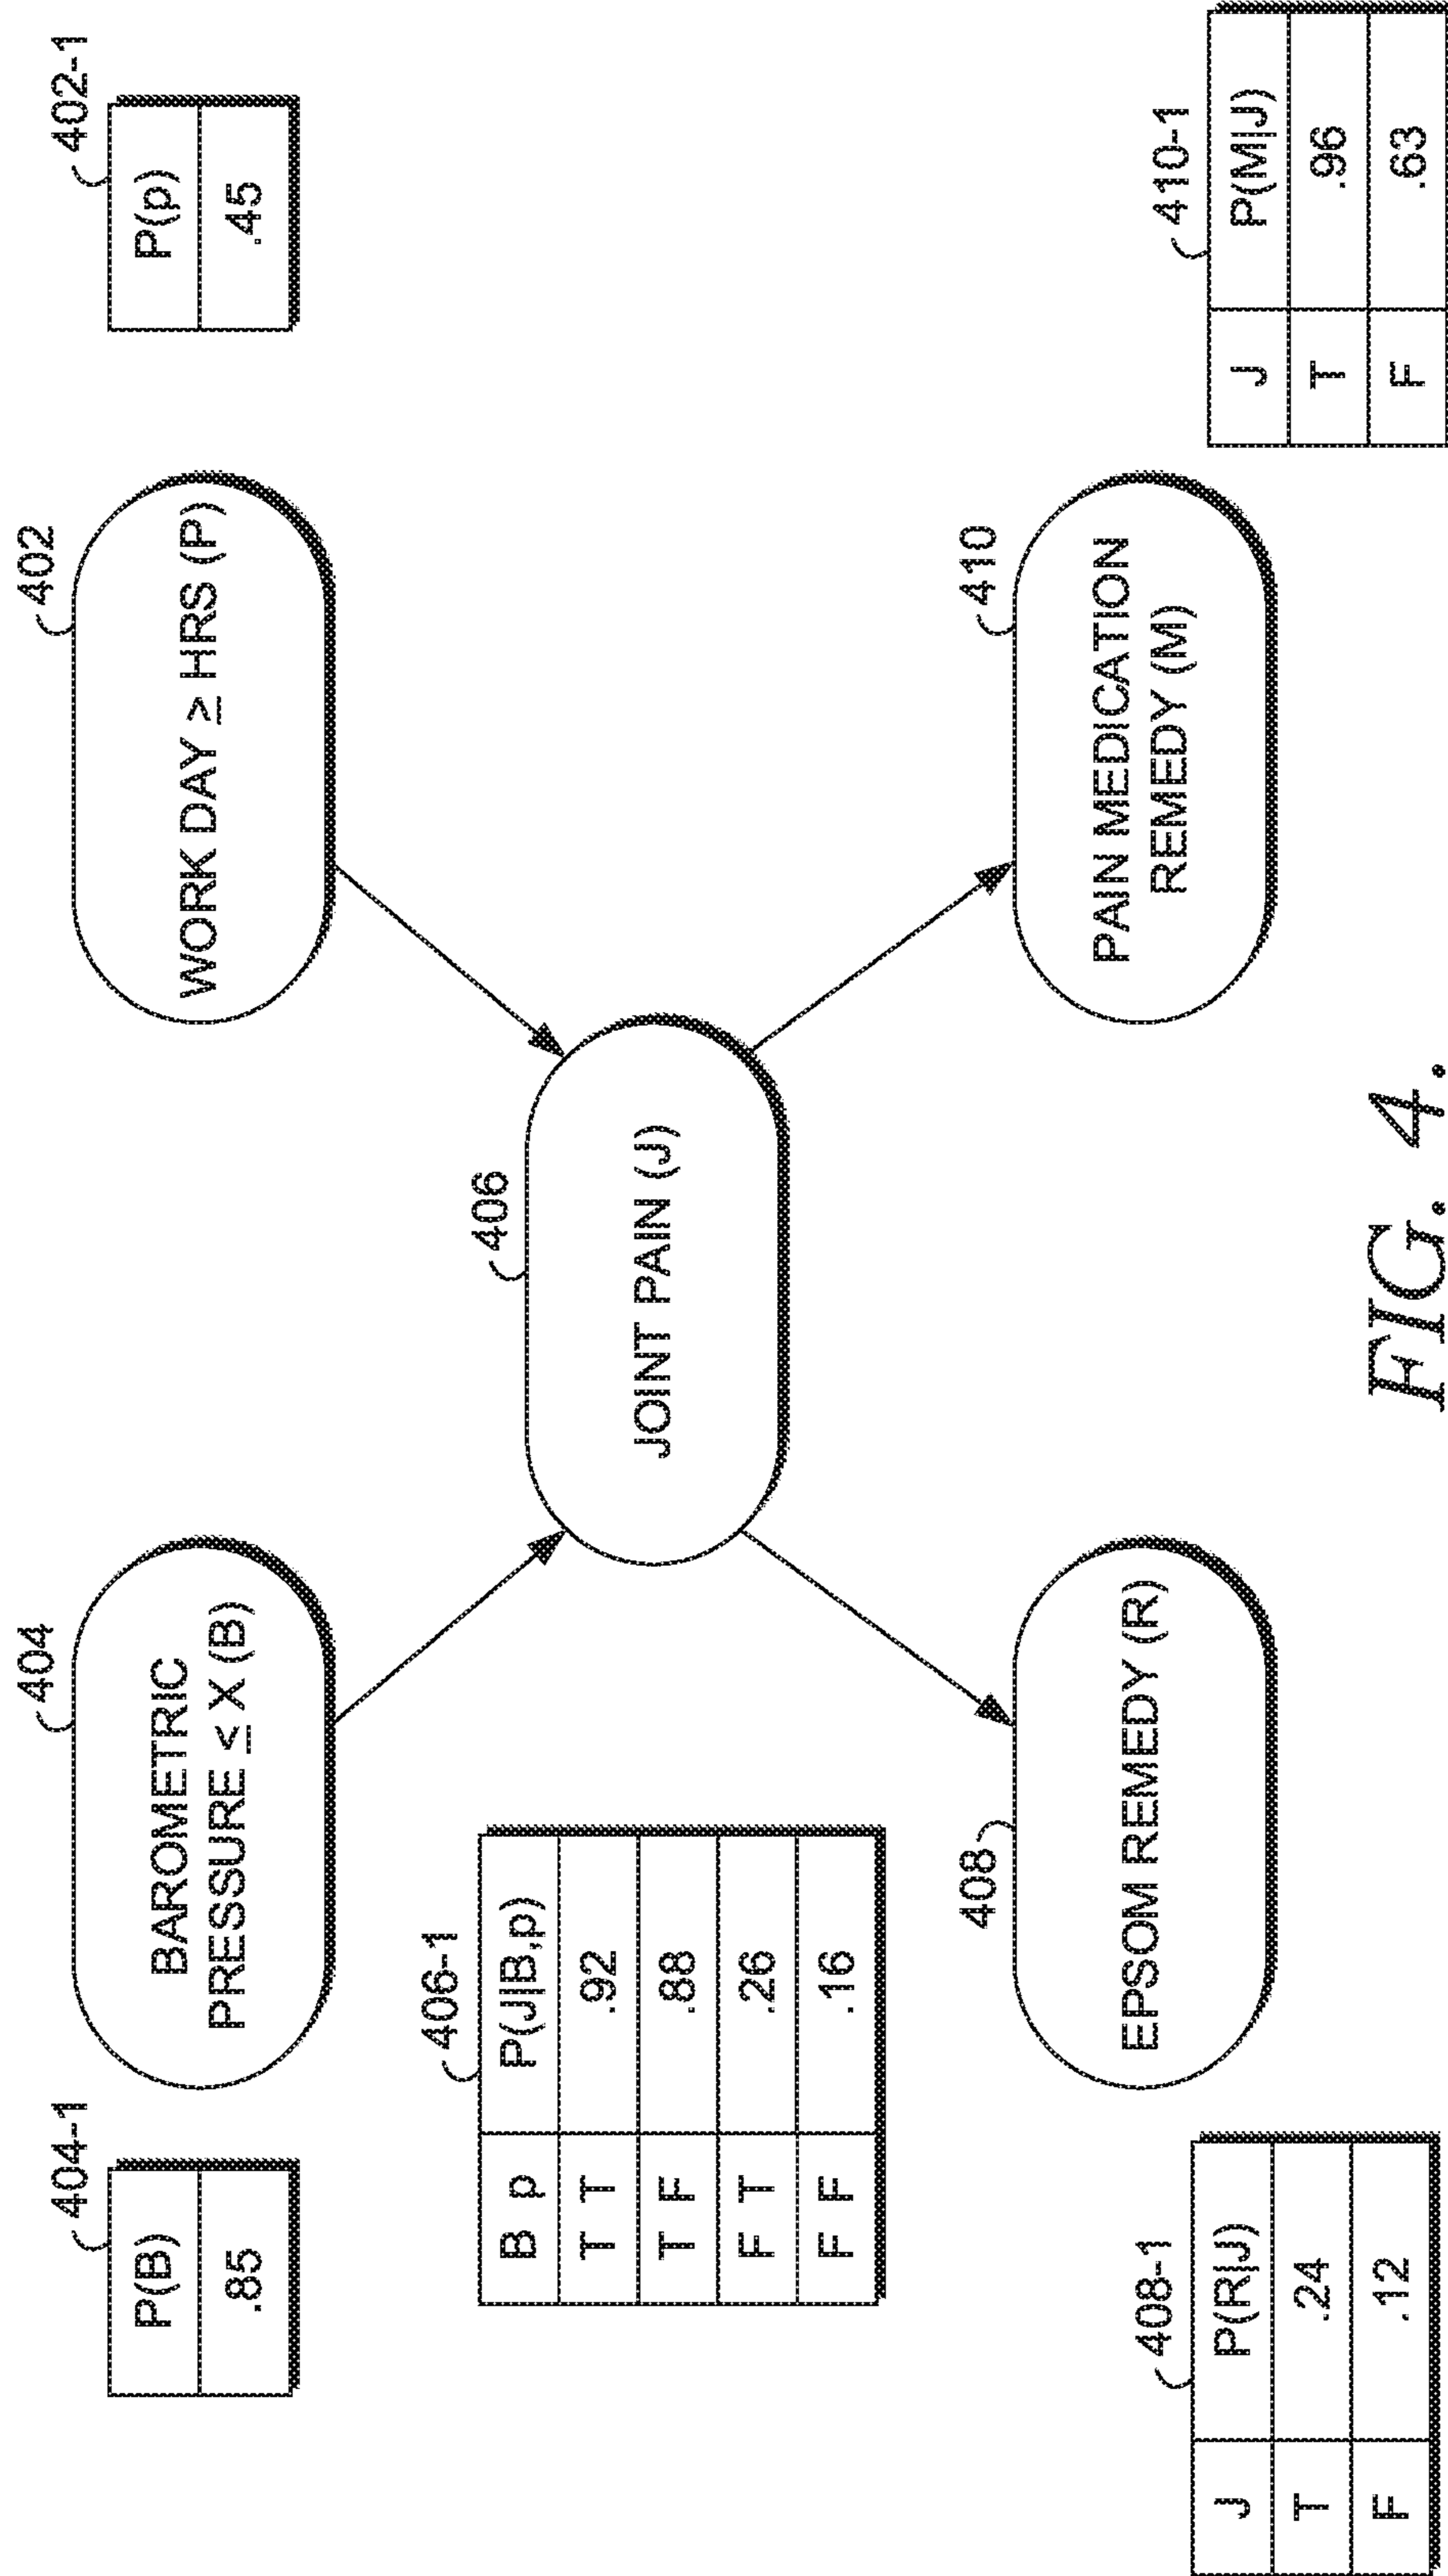 404-1
P(B)
.85
404
BAROMETRIC
PRESSURE ≤ X (B)
402
WORK DAY ≥ HRS (P)
402-1
P(p)
.45
406-1
B p P(J|B,p)
T T .92
T F .88
F T .26
F F .16
406
JOINT PAIN (J)
408-1
J P(R|J)
T .24
F .12
408
EPSOM REMEDY (R)
410
PAIN MEDICATION
REMEDY (M)
410-1
J P(M|J)
T .96
F .63
FIG. 4.